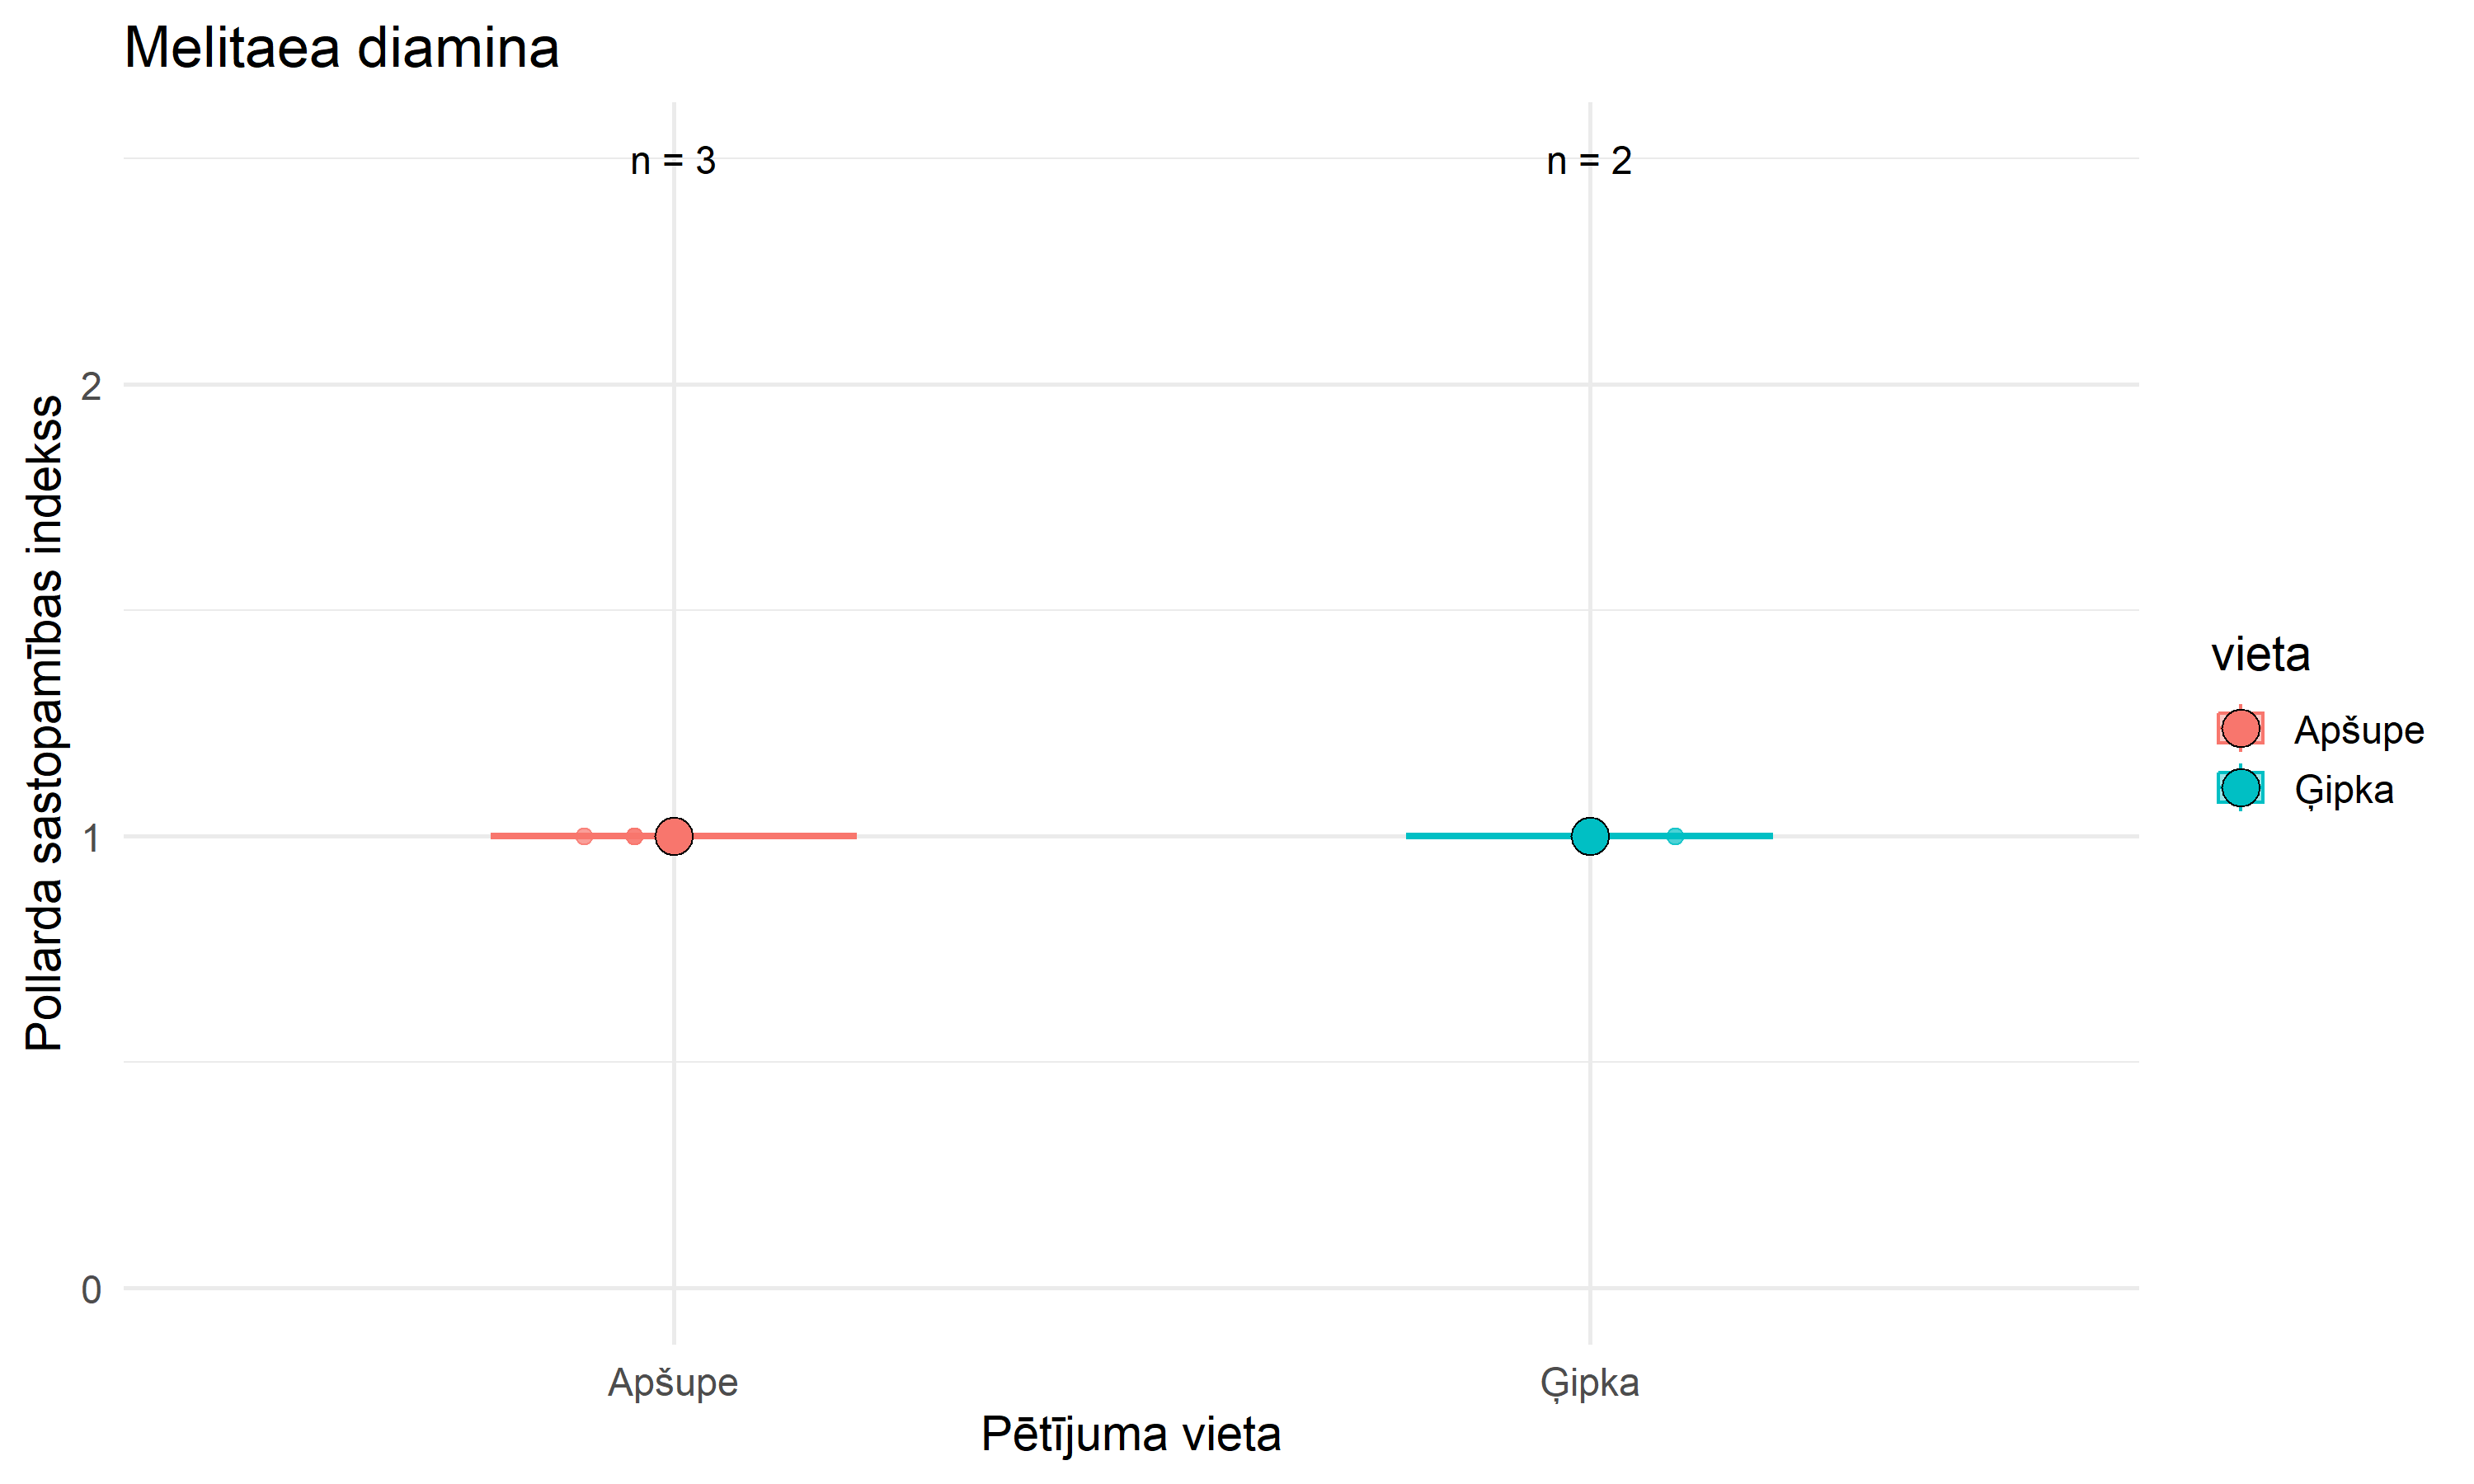 Melitaea diamina
n = 3
n = 2
Pollarda sastopamības indekss
2
1
0
Apšupe
Ģipka
Pētījuma vieta
vieta
Apšupe
Ģipka